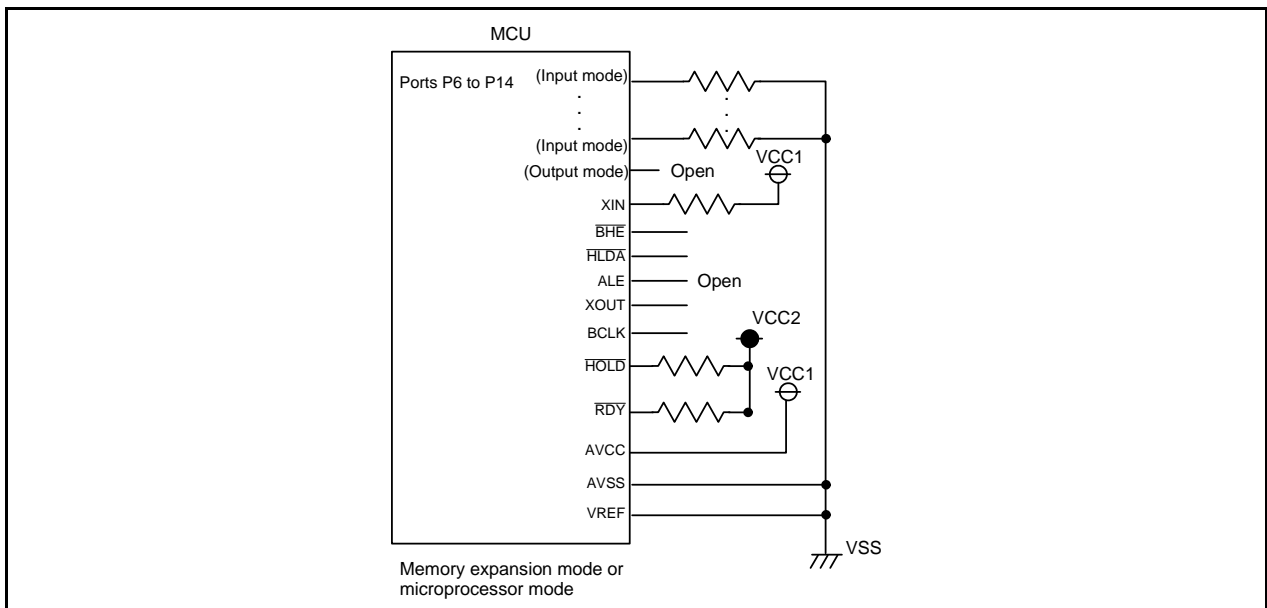 MCU
Ports P6 to P14
(Input mode)
.
.
.
(Input mode)
(Output mode)
Open
VCC1
XIN
BHE
HLDA
ALE
Open
XOUT
BCLK
VCC2
HOLD
VCC1
RDY
AVCC
AVSS
VREF
VSS
Memory expansion mode or
microprocessor mode